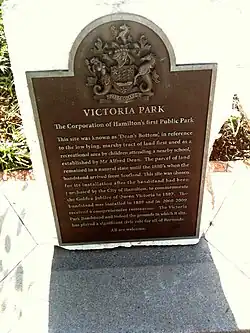 VICTORIA PARK
The Corporation of Hamilton's first Public Park
This site was known as 'Dean's Bottom', in reference
to the low lying, marshy tract of land first used as a
recreational area by children attending a nearby school,
established by Mr Alfred Dean. The parcel of land
remained in a natural state until the 1880's when the
bandstand arrived from Scotland. This site was chosen
for its installation after the bandstand had been
purchased by the City of Hamilton, to commemorate
the Golden Jubilee of Queen Victoria in 1887. The
bandstand was installed in 1889 and in 2008
received a comprehensive restoration. The Victoria
Park Bandstand and indeed the grounds in which it sits
has played a significant civic role for all of Bermuda.
All are welcome.